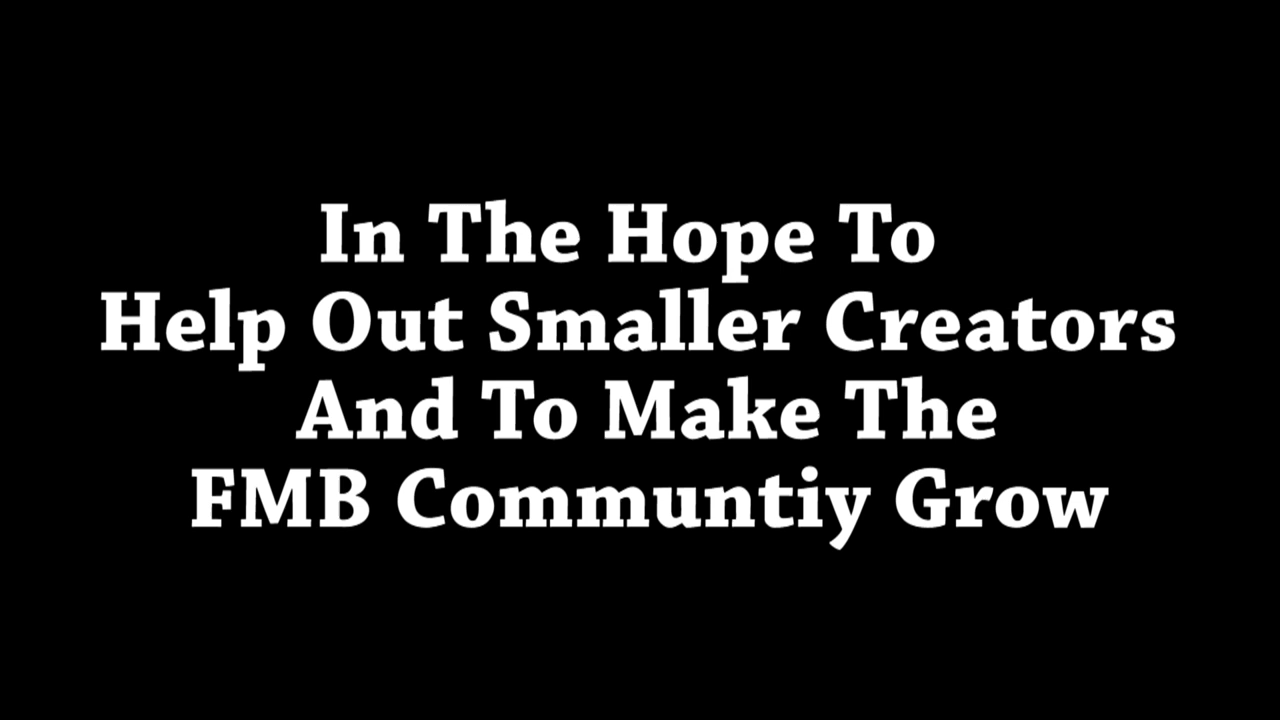 In The Hope To
Help Out Smaller Creators
And To Make The
FMB Communtiy Grow